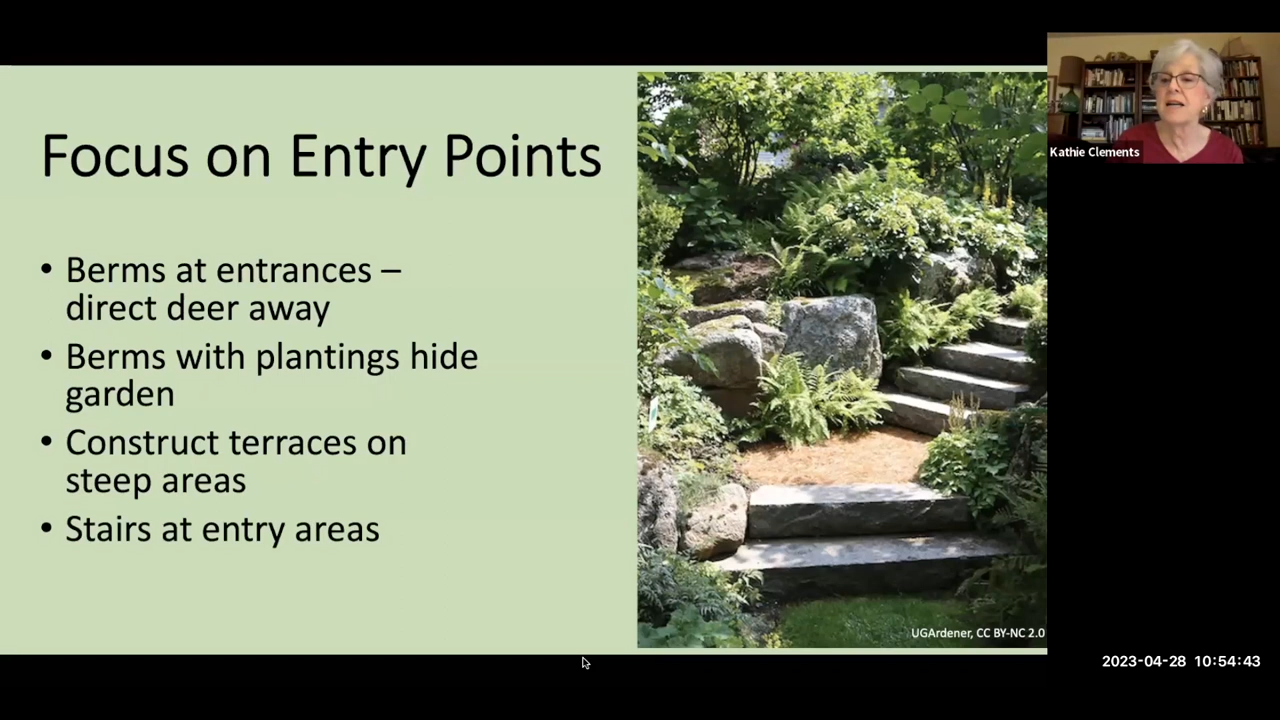 Focus on Entry Points
• Berms at entrances –
direct deer away
• Berms with plantings hide
garden
• Construct terraces on
steep areas
• Stairs at entry areas
UGArdener, CC BY-NC 2.0
Kathie Clements
2023-04-28 10:54:43